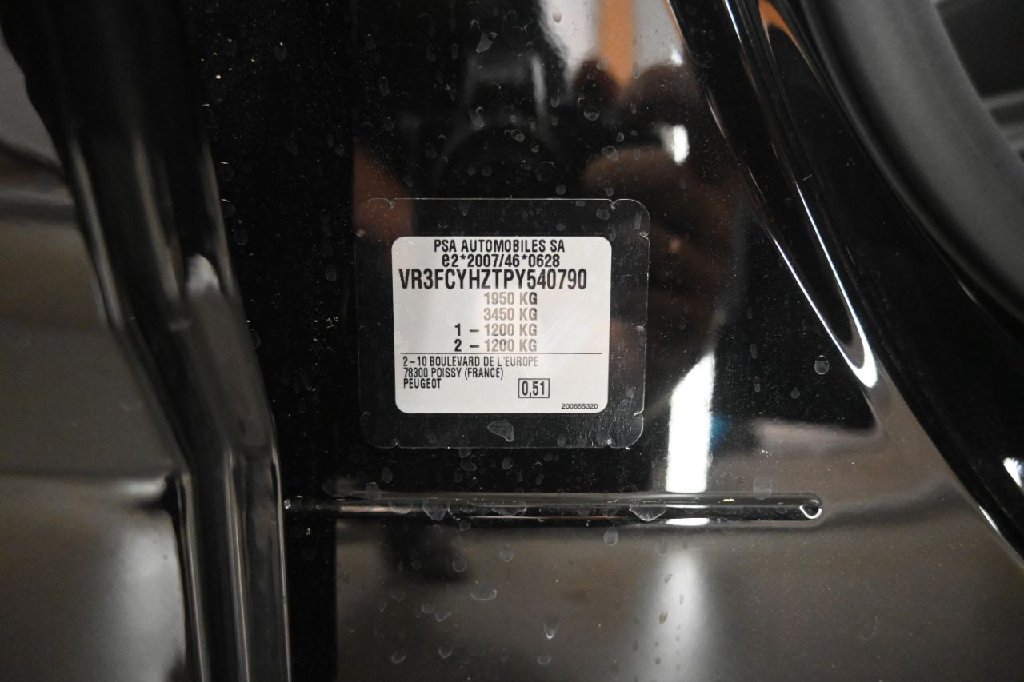 PSA AUTOMOBILES SA
e2*2007/46*0628
VR3FCYHZTPY540790
1950 KG
3450 KG
1 – 1200 KG
2 – 1200 KG
2 – 10 BOULEVARD DE L'EUROPE
78300 POISSY (FRANCE)
PEUGEOT
0,51
200555320